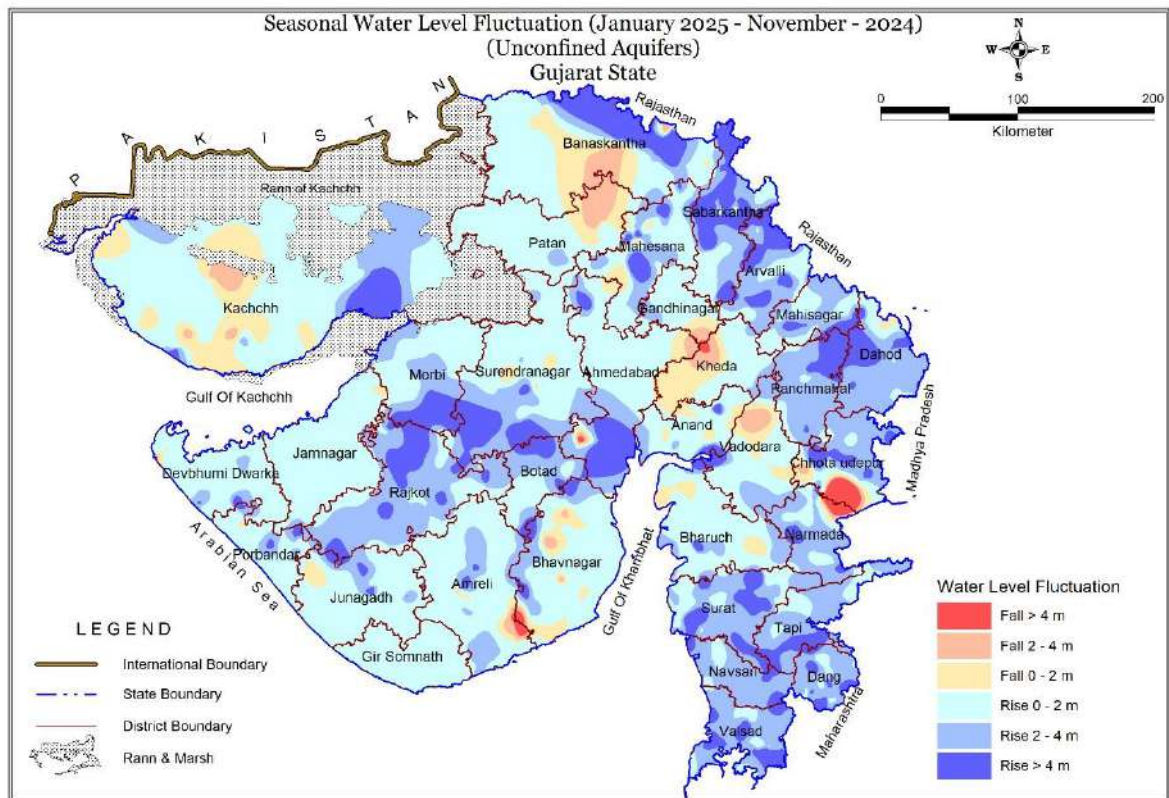 Seasonal Water Level Fluctuation (January 2025 - November - 2024)
(Unconfined Aquifers)
Gujarat State
N
W E
S
0 100 200
Kilometer
PAKISTAN
Rajasthan
Banaskantha
Rann of Kachchh
Sabarkantha
Patan
Mahesana
Rajasthan
Arvalli
Kachchh
Gandhinagar
Mahisagar
Dahod
Kheda
Morbi
Surendranagar
Ahmedabad
Panchmahal
Gulf Of Kachchh
Anand
Vadodara
Madhya Pradesh
Jamnagar
Devbhumi Dwarka
Botad
Chhota udepur
Rajkot
Arabian Sea
Porbandar
Bharuch
Narmada
Bhavnagar
Gulf Of Khambhat
Amreli
Junagadh
Surat
Tapi
Gir Somnath
Navsari
Dang
Maharashtra
Valsad
LEGEND
International Boundary
State Boundary
District Boundary
Rann & Marsh
Water Level Fluctuation
Fall > 4 m
Fall 2 - 4 m
Fall 0 - 2 m
Rise 0 - 2 m
Rise 2 - 4 m
Rise > 4 m